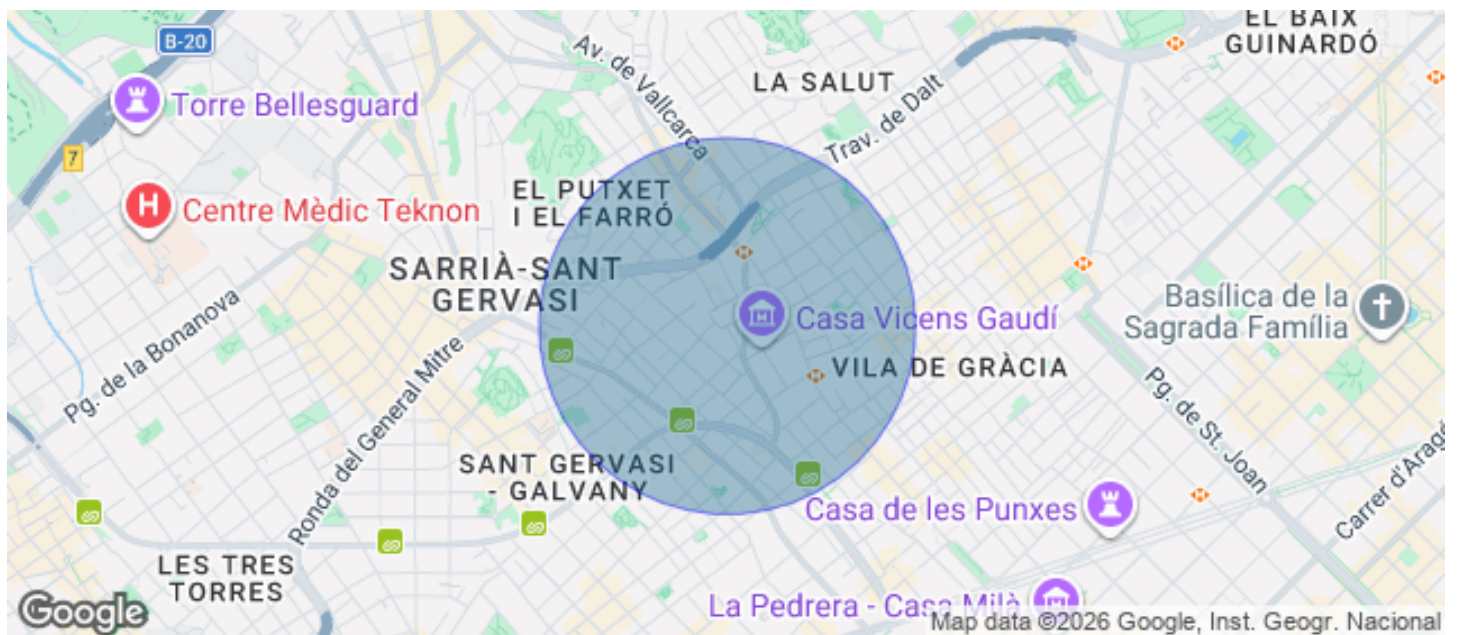 EL BAIX
GUINARDÓ
B-20
Av. de Vallcarca
LA SALUT
Torre Bellesguard
Trav. de Dalt
7
EL PUTXET
I EL FARRÓ
H
Centre Mèdic Teknon
SARRIÀ-SANT
GERVASI
Basílica de la
Sagrada Família
Casa Vicens Gaudí
Pg. de la Bonanova
VILA DE GRÀCIA
Ronda del General Mitre
Pg. de St. Joan
SANT GERVASI
- GALVANY
Carrer d'Aragó
Casa de les Punxes
LES TRES
TORRES
La Pedrera - Casa Milà
Google
Map data ©2026 Google, Inst. Geogr. Nacional